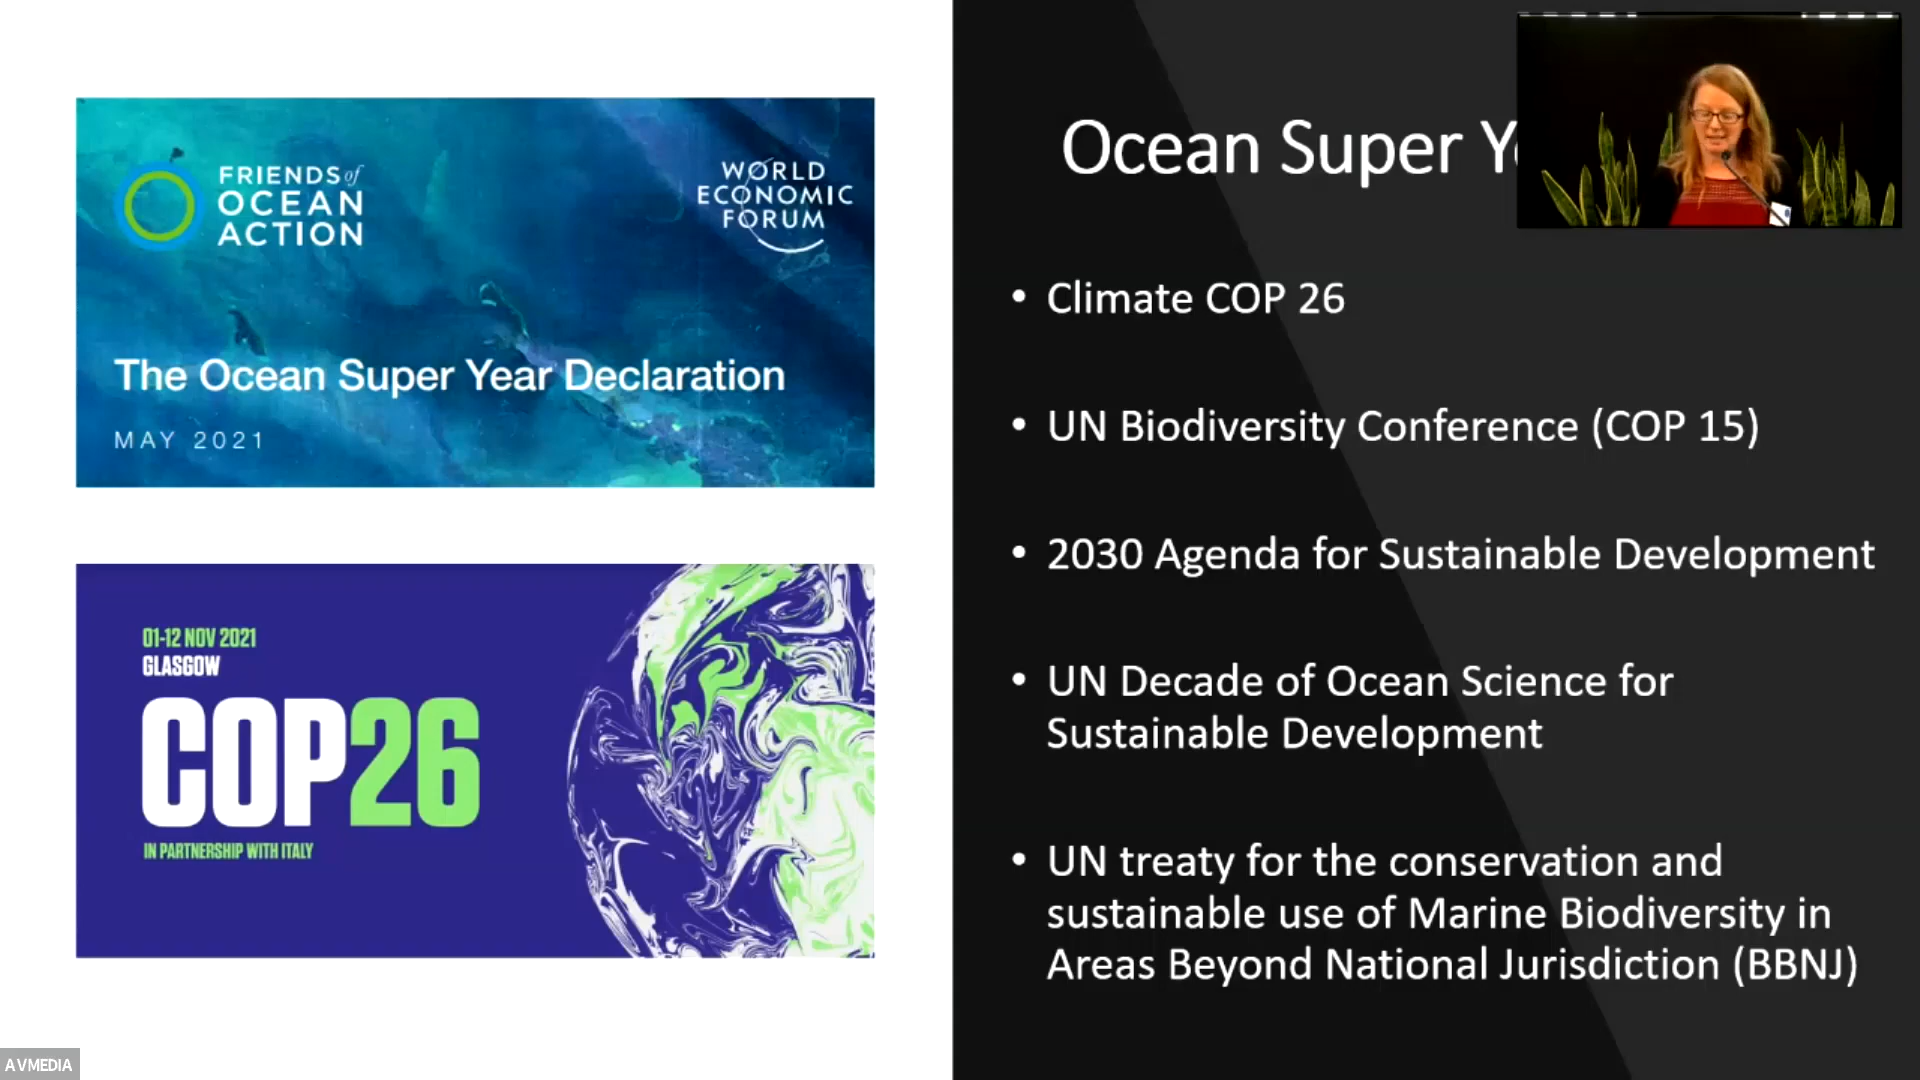 FRIENDS of
OCEAN
ACTION
WORLD
ECONOMIC
FORUM
The Ocean Super Year Declaration
MAY 2021
01-12 NOV 2021
GLASGOW
COP26
IN PARTNERSHIP WITH ITALY
Ocean Super
• Climate COP 26
• UN Biodiversity Conference (COP 15)
• 2030 Agenda for Sustainable Development
• UN Decade of Ocean Science for
Sustainable Development
• UN treaty for the conservation and
sustainable use of Marine Biodiversity in
Areas Beyond National Jurisdiction (BBNJ)
AVMEDIA